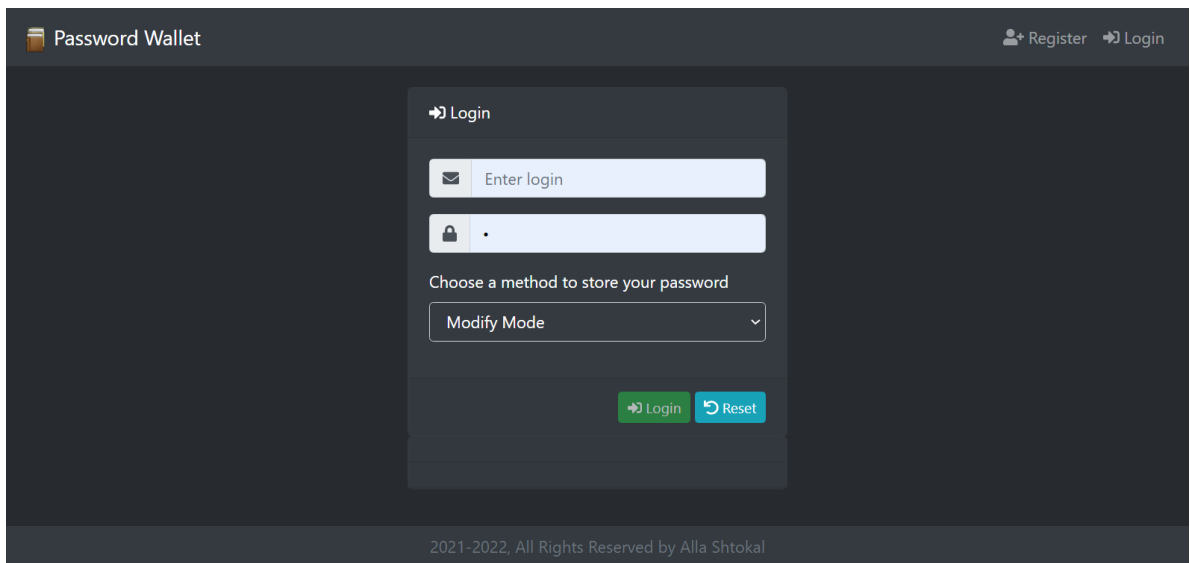 Password Wallet
Register Login
Login
Enter login
•
Choose a method to store your password
Modify Mode
Login Reset
2021-2022, All Rights Reserved by Alla Shtokal